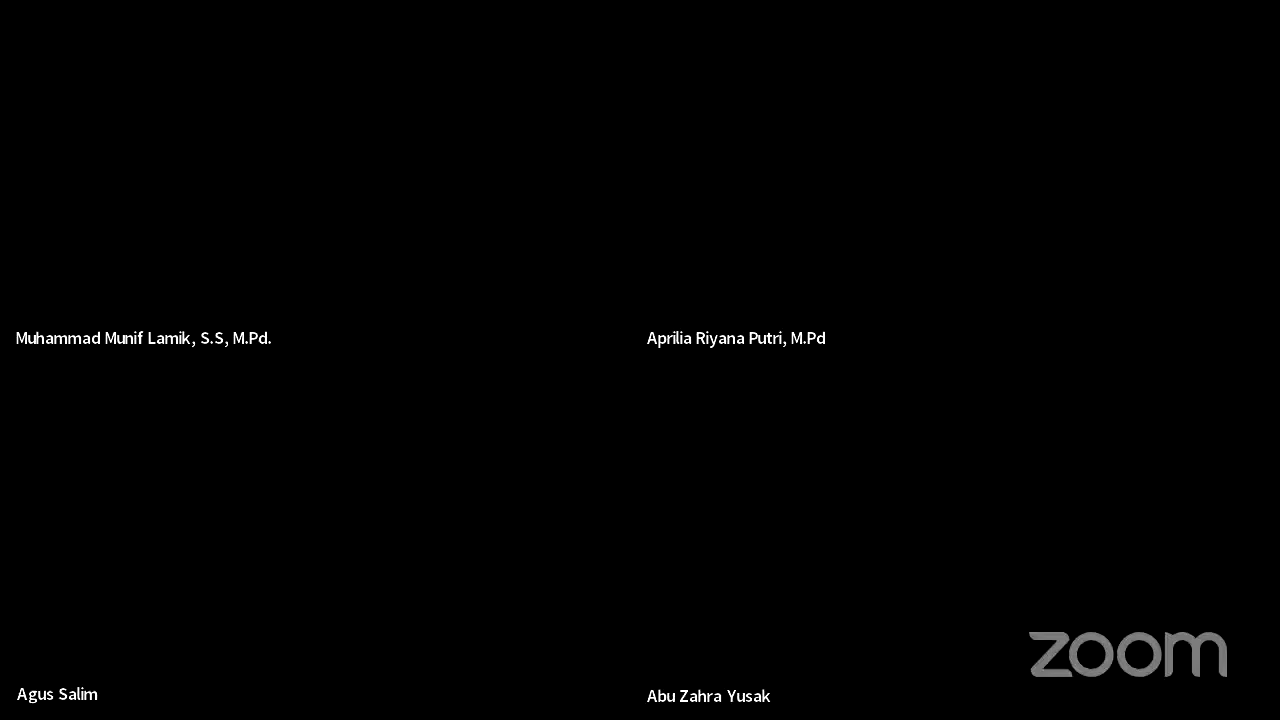 Muhammad Munif Lamik, S.S, M.Pd.
Aprilia Riyana Putri, M.Pd
zoom
Agus Salim
Abu Zahra Yusak